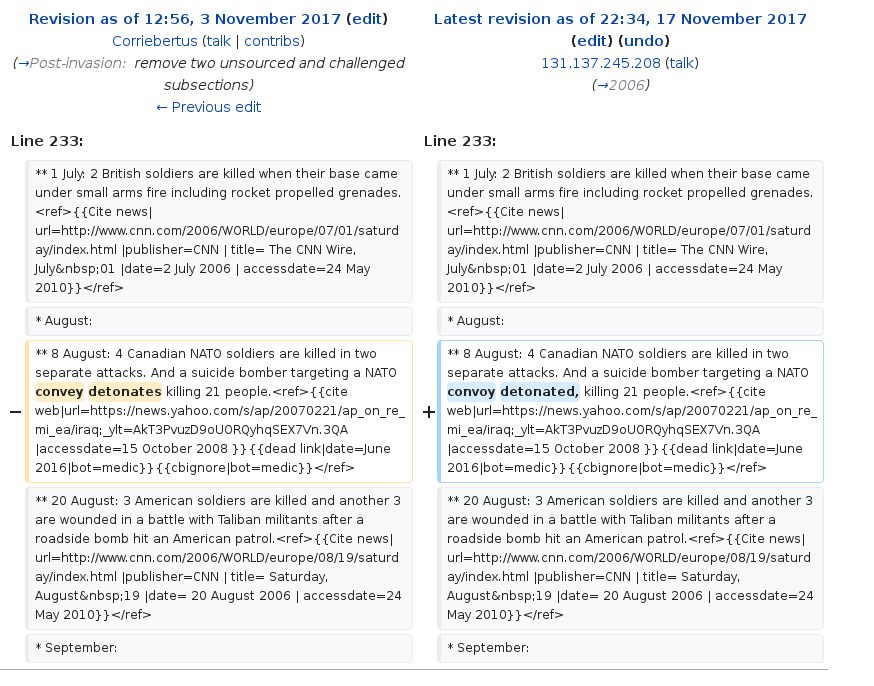 Revision as of 12:56, 3 November 2017 (edit)
Corriebertus (talk | contribs)
(→Post-invasion: remove two unsourced and challenged
subsections)
← Previous edit
Latest revision as of 22:34, 17 November 2017
(edit) (undo)
131.137.245.208 (talk)
(→2006)
Line 233:
** 1 July: 2 British soldiers are killed when their base came
under small arms fire including rocket propelled grenades.
<ref>{{Cite news|
url=http://www.cnn.com/2006/WORLD/europe/07/01/saturd
ay/index.html |publisher=CNN | title= The CNN Wire,
July&nbsp;01 |date=2 July 2006 | accessdate=24 May
2010}}</ref>
* August:
− ** 8 August: 4 Canadian NATO soldiers are killed in two
separate attacks. And a suicide bomber targeting a NATO
convey detonates killing 21 people.<ref>{{cite
web|url=https://news.yahoo.com/s/ap/20070221/ap_on_re_
mi_ea/iraq;_ylt=AkT3PvuzD9oUORQyhqSEX7Vn.3QA
|accessdate=15 October 2008 }}{{dead link|date=June
2016|bot=medic}}{{cbignore|bot=medic}}</ref>
** 20 August: 3 American soldiers are killed and another 3
are wounded in a battle with Taliban militants after a
roadside bomb hit an American patrol.<ref>{{Cite news|
url=http://www.cnn.com/2006/WORLD/europe/08/19/saturd
ay/index.html |publisher=CNN | title= Saturday,
August&nbsp;19 |date= 20 August 2006 | accessdate=24
May 2010}}</ref>
* September:
Line 233:
** 1 July: 2 British soldiers are killed when their base came
under small arms fire including rocket propelled grenades.
<ref>{{Cite news|
url=http://www.cnn.com/2006/WORLD/europe/07/01/saturd
ay/index.html |publisher=CNN | title= The CNN Wire,
July&nbsp;01 |date=2 July 2006 | accessdate=24 May
2010}}</ref>
* August:
+ ** 8 August: 4 Canadian NATO soldiers are killed in two
separate attacks. And a suicide bomber targeting a NATO
convoy detonated, killing 21 people.<ref>{{cite
web|url=https://news.yahoo.com/s/ap/20070221/ap_on_re_
mi_ea/iraq;_ylt=AkT3PvuzD9oUORQyhqSEX7Vn.3QA
|accessdate=15 October 2008 }}{{dead link|date=June
2016|bot=medic}}{{cbignore|bot=medic}}</ref>
** 20 August: 3 American soldiers are killed and another 3
are wounded in a battle with Taliban militants after a
roadside bomb hit an American patrol.<ref>{{Cite news|
url=http://www.cnn.com/2006/WORLD/europe/08/19/saturd
ay/index.html |publisher=CNN | title= Saturday,
August&nbsp;19 |date= 20 August 2006 | accessdate=24
May 2010}}</ref>
* September: